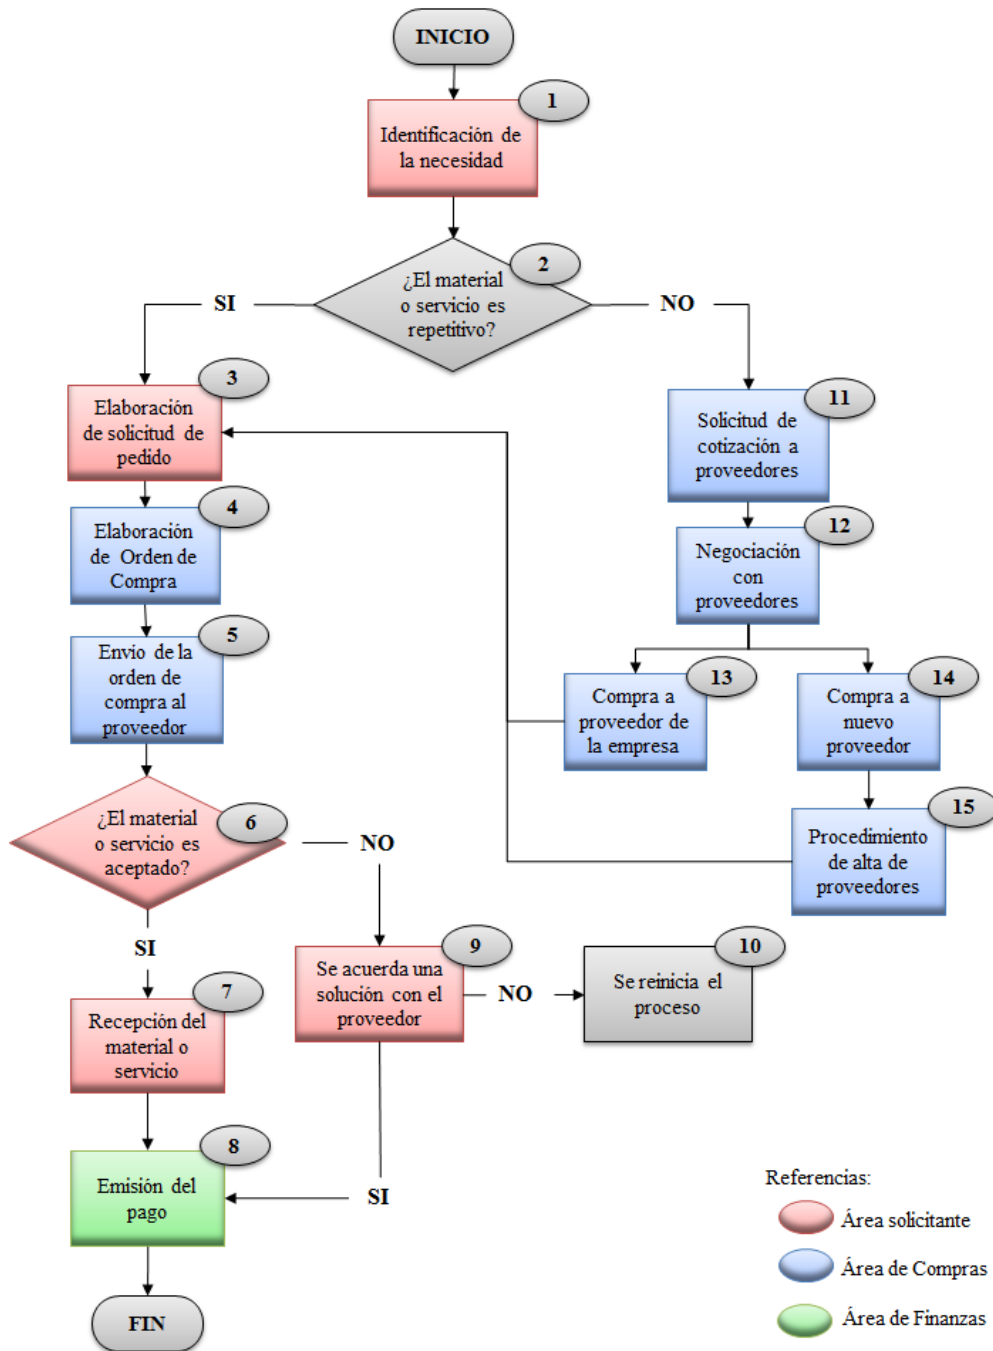 INICIO
1
Identificación de
la necesidad
2
¿El material
o servicio es
repetitivo?
SI
NO
3
Elaboración
de solicitud de
pedido
11
Solicitud de
cotización a
proveedores
4
Elaboración
de Orden de
Compra
12
Negociación
con
proveedores
5
Envio de la
orden de
compra al
proveedor
13
Compra a
proveedor de
la empresa
14
Compra a
nuevo
proveedor
15
Procedimiento
de alta de
proveedores
6
¿El material
o servicio es
aceptado?
NO
SI
9
Se acuerda una
solución con el
proveedor
NO
10
Se reinicia el
proceso
7
Recepción del
material o
servicio
8
Emisión del
pago
SI
FIN
Referencias:
Área solicitante
Área de Compras
Área de Finanzas